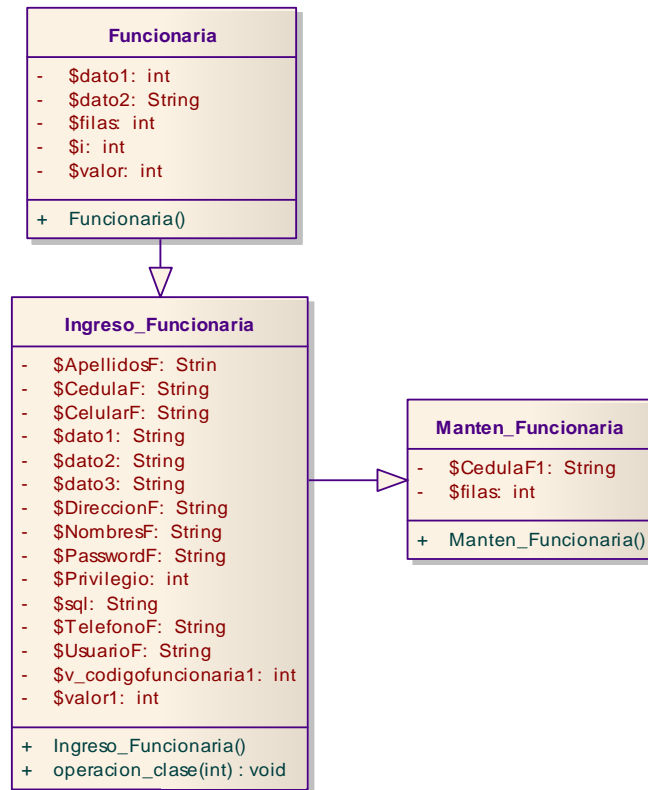 Funcionaria
- $dato1: int
- $dato2: String
- $filas: int
- $i: int
- $valor: int
+ Funcionaria()
Ingreso_Funcionaria
- $ApellidosF: Strin
- $CedulaF: String
- $CelularF: String
- $dato1: String
- $dato2: String
- $dato3: String
- $DireccionF: String
- $NombresF: String
- $PasswordF: String
- $Privilegio: int
- $sql: String
- $TelefonoF: String
- $UsuarioF: String
- $v_codigofuncionaria1: int
- $valor1: int
+ Ingreso_Funcionaria()
+ operacion_clase(int) : void
Manten_Funcionaria
- $CedulaF1: String
- $filas: int
+ Manten_Funcionaria()